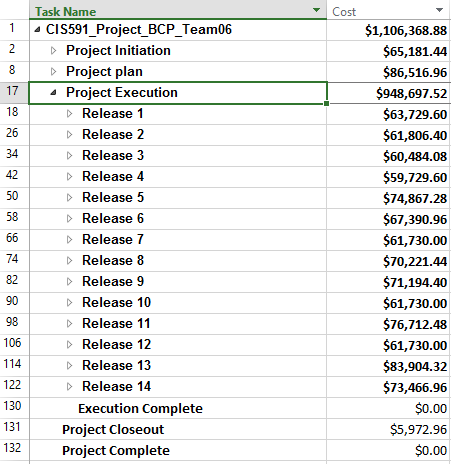 Task Name Cost
1 CIS591_Project_BCP_Team06 $1,106,368.88
2 Project Initiation $65,181.44
8 Project plan $86,516.96
17 Project Execution $948,697.52
18 Release 1 $63,729.60
26 Release 2 $61,806.40
34 Release 3 $60,484.08
42 Release 4 $59,729.60
50 Release 5 $74,867.28
58 Release 6 $67,390.96
66 Release 7 $61,730.00
74 Release 8 $70,221.44
82 Release 9 $71,194.40
90 Release 10 $61,730.00
98 Release 11 $76,712.48
106 Release 12 $61,730.00
114 Release 13 $83,904.32
122 Release 14 $73,466.96
130 Execution Complete $0.00
131 Project Closeout $5,972.96
132 Project Complete $0.00